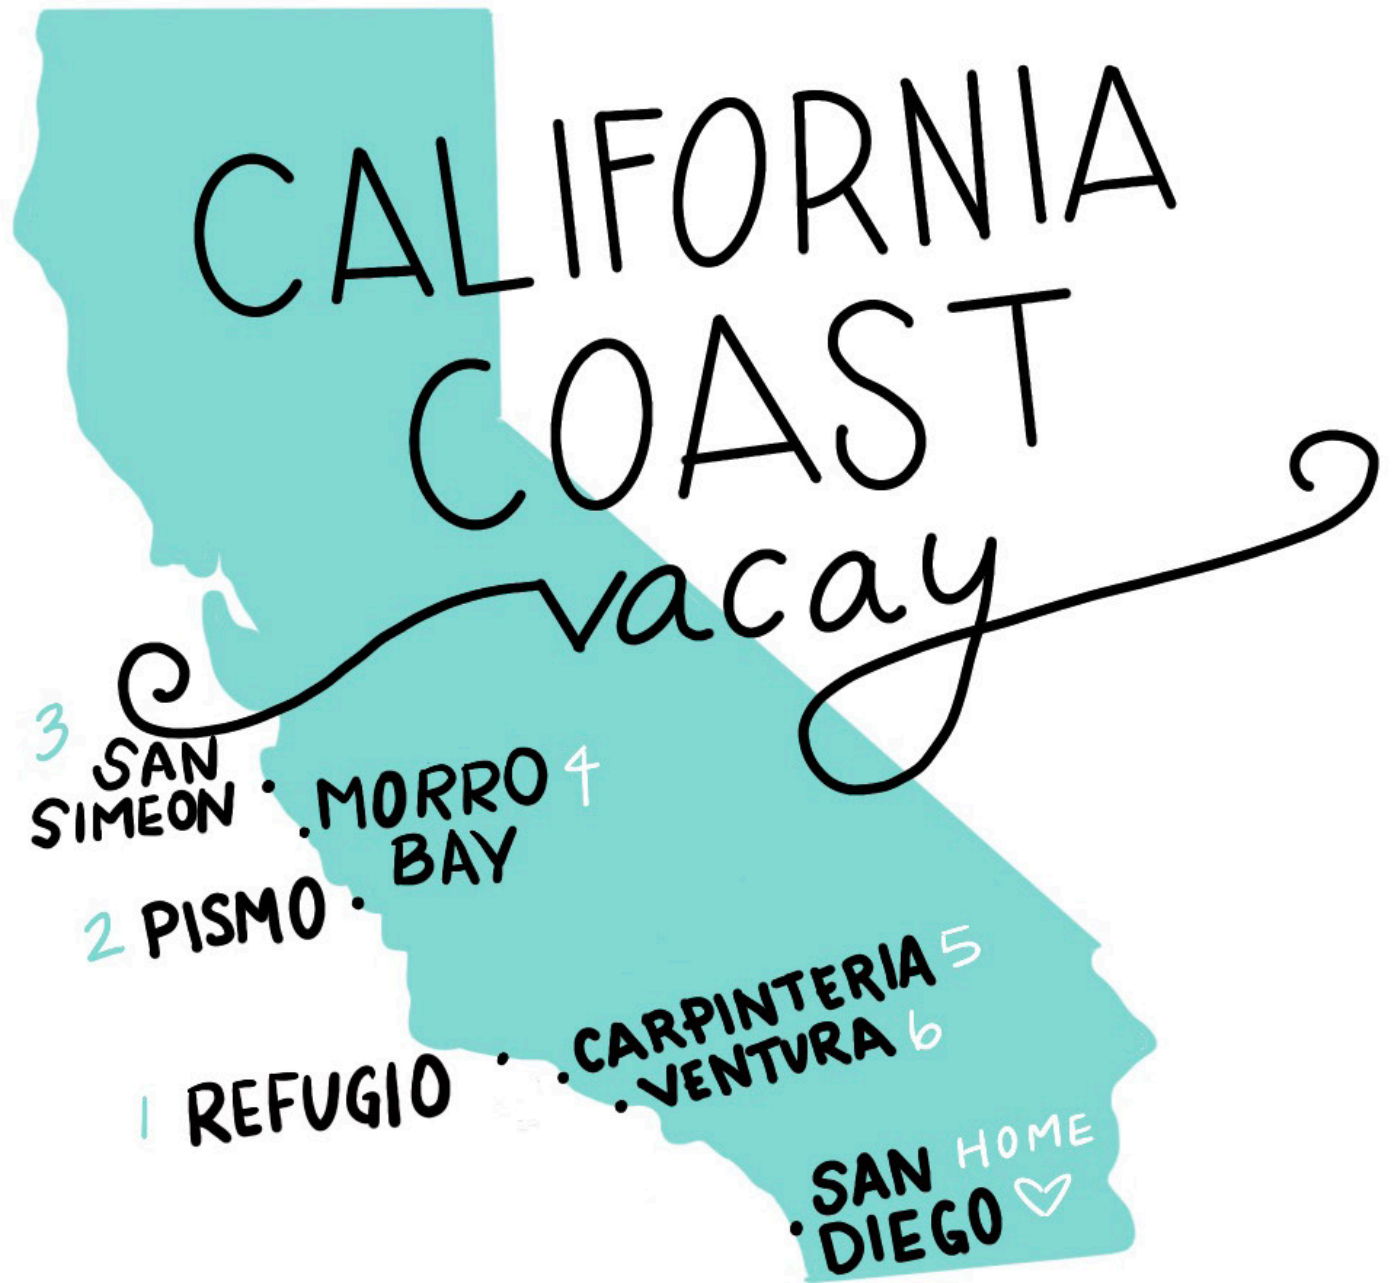 CALIFORNIA
COAST
vacay
3
SAN
SIMEON
MORRO 4
BAY
2 PISMO
CARPINTERIA 5
VENTURA 6
1 REFUGIO
SAN HOME
DIEGO